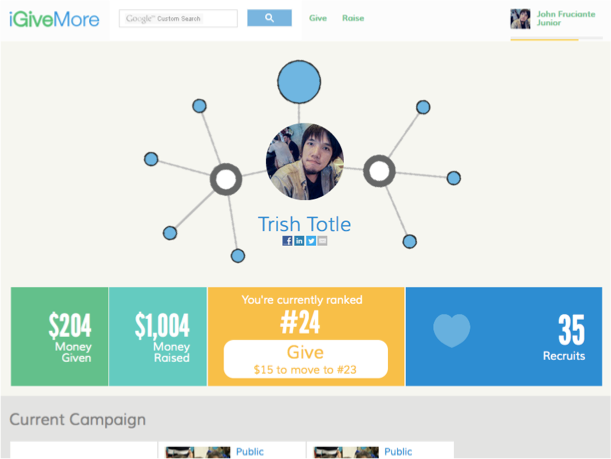 iGiveMore
Google™ Custom Search
Give
Raise
John Fruciante
Junior
Trish Totle
$204
Money
Given
$1,004
Money
Raised
You're currently ranked
#24
Give
$15 to move to #23
35
Recruits
Current Campaign
Public
Public